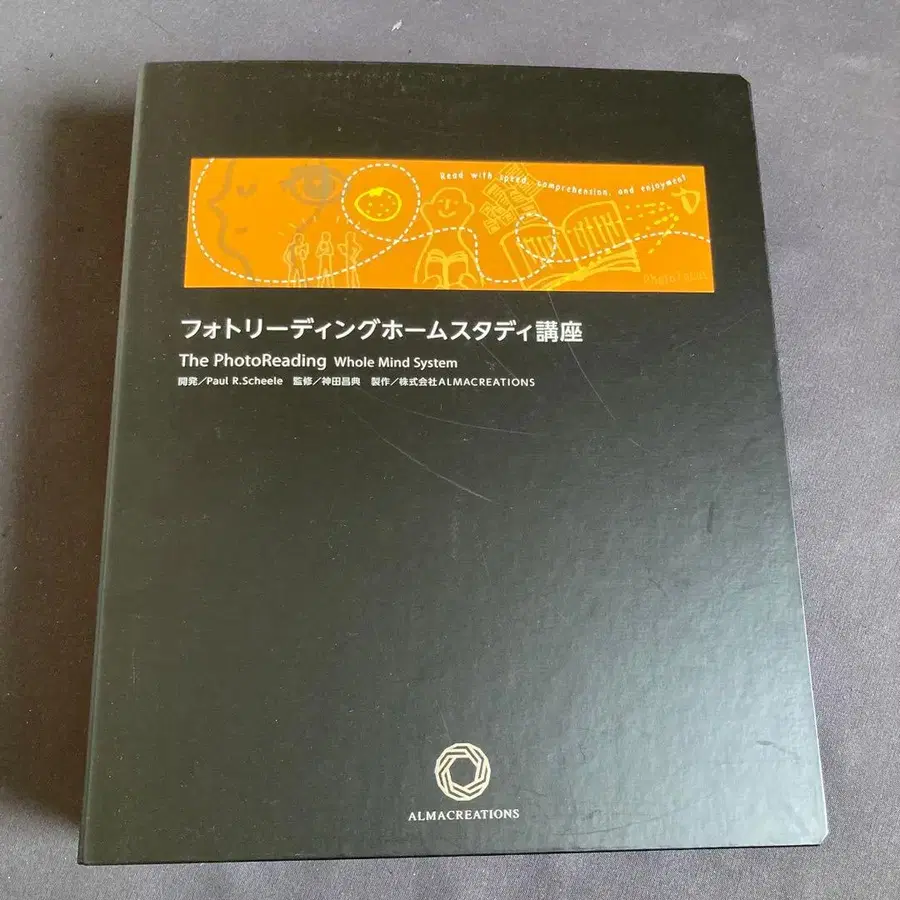 Read with speed, comprehension, and enjoyment
フォトリーディングホームスタディ講座
The PhotoReading Whole Mind System
開発／Paul R.Scheele 監修／神田昌典 製作／株式会社ALMACREATIONS
ALMACREATIONS